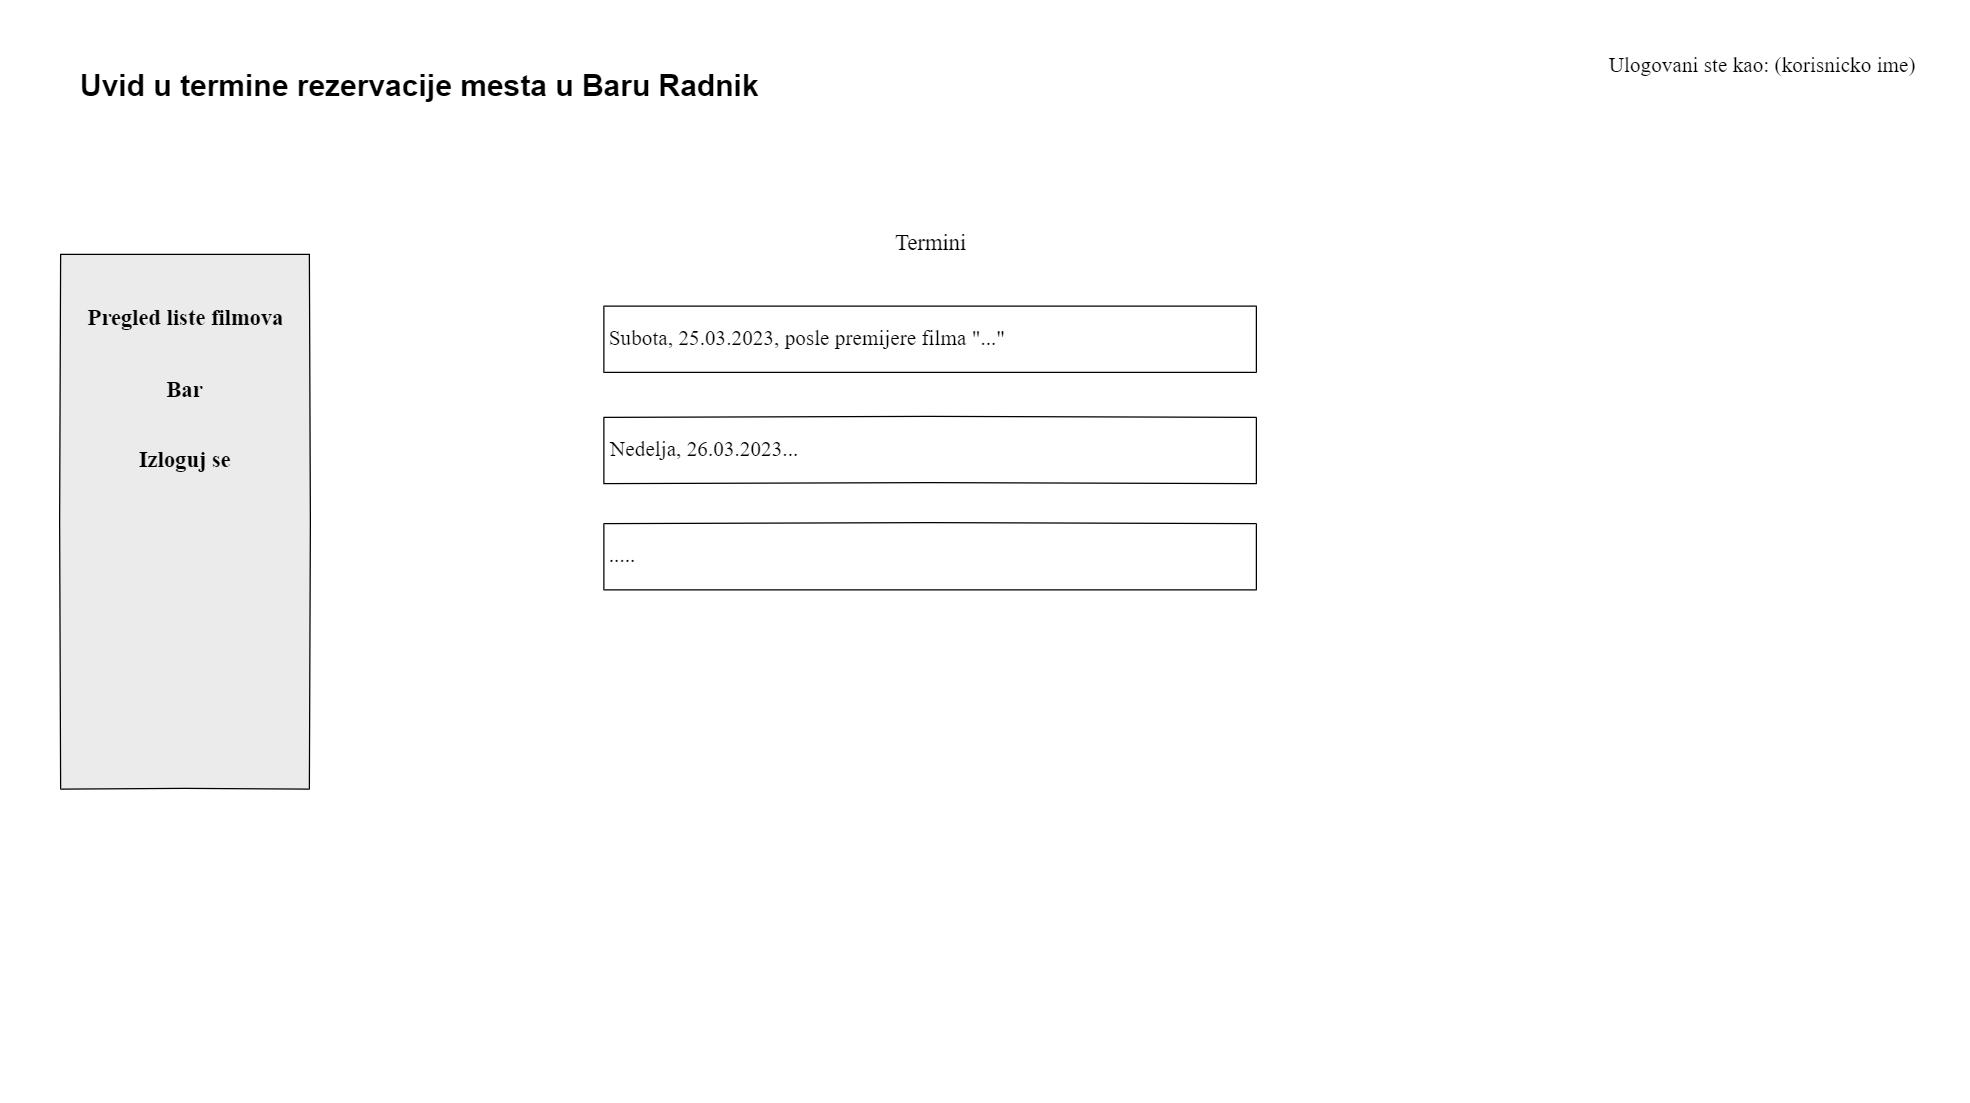 Uvid u termine rezervacije mesta u Baru Radnik
Ulogovani ste kao: (korisnicko ime)
Pregled liste filmova
Bar
Izloguj se
Termini
Subota, 25.03.2023, posle premijere filma "..."
Nedelja, 26.03.2023...
.....